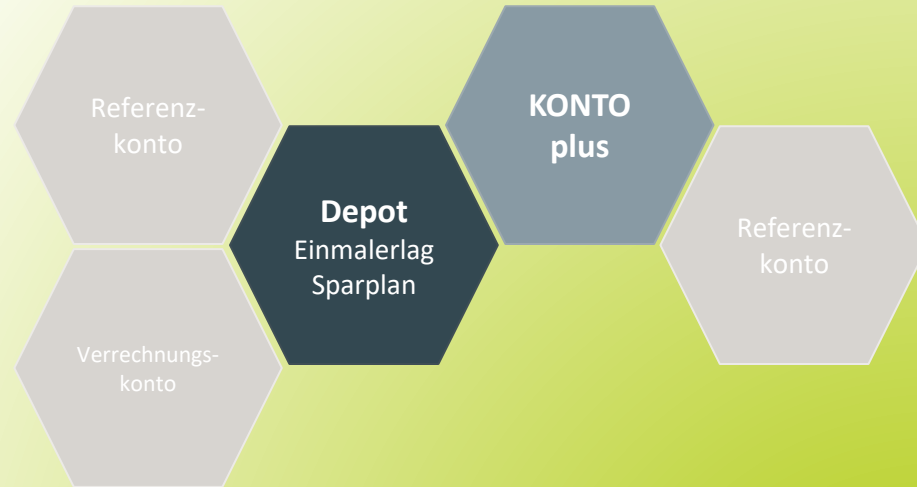 Referenz-
konto
Verrechnungs-
konto
Depot
Einmalerlag
Sparplan
KONTO
plus
Referenz-
konto